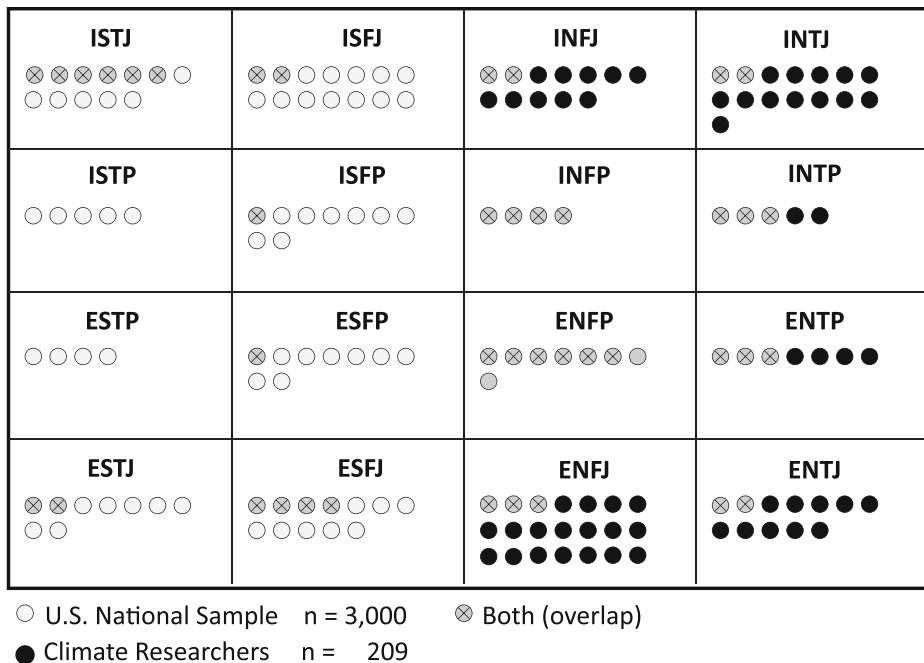 ISTJ ISFJ INFJ INTJ
ISTP ISFP INFP INTP
ESTP ESFP ENFP ENTP
ESTJ ESFJ ENFJ ENTJ
U.S. National Sample n = 3,000 Both (overlap)
Climate Researchers n = 209